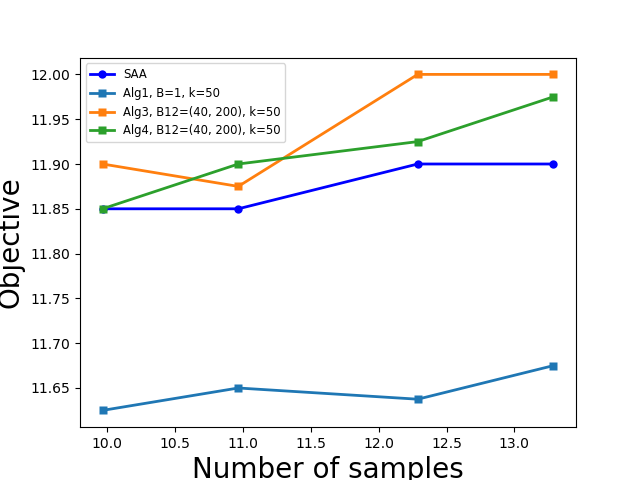 SAA
Alg1, B=1, k=50
Alg3, B12=(40, 200), k=50
Alg4, B12=(40, 200), k=50
12.00
11.95
11.90
11.85
11.80
11.75
11.70
11.65
Objective
10.0 10.5 11.0 11.5 12.0 12.5 13.0
Number of samples